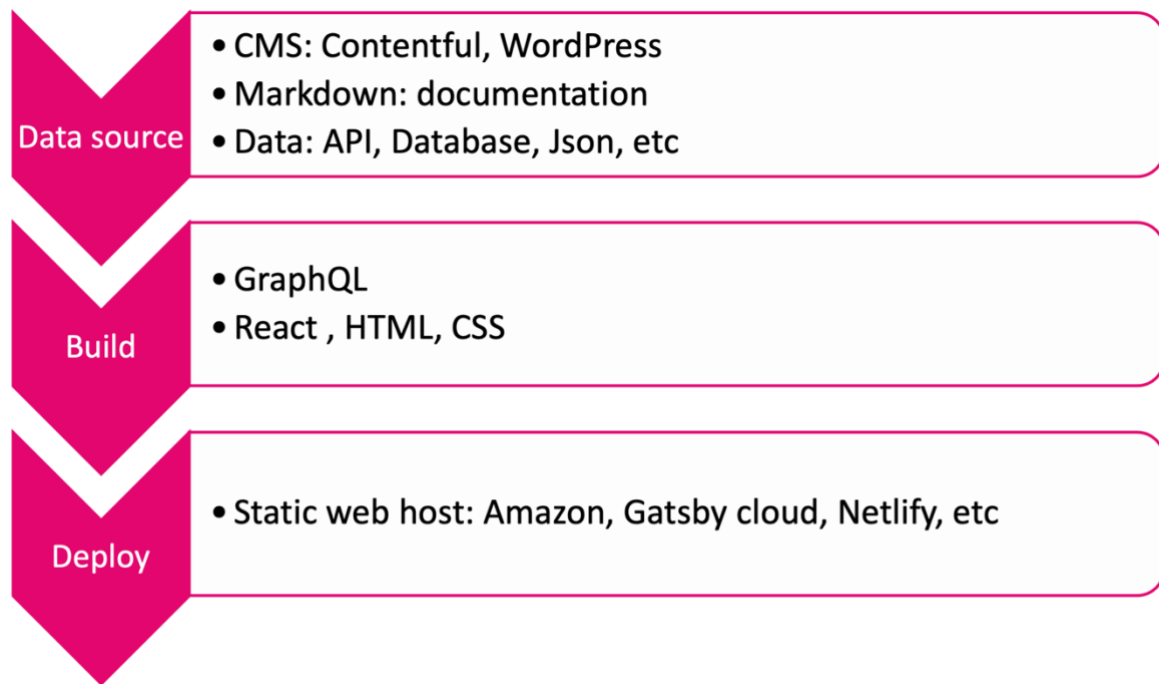 Data source
• CMS: Contentful, WordPress
• Markdown: documentation
• Data: API, Database, Json, etc
Build
• GraphQL
• React , HTML, CSS
Deploy
• Static web host: Amazon, Gatsby cloud, Netlify, etc